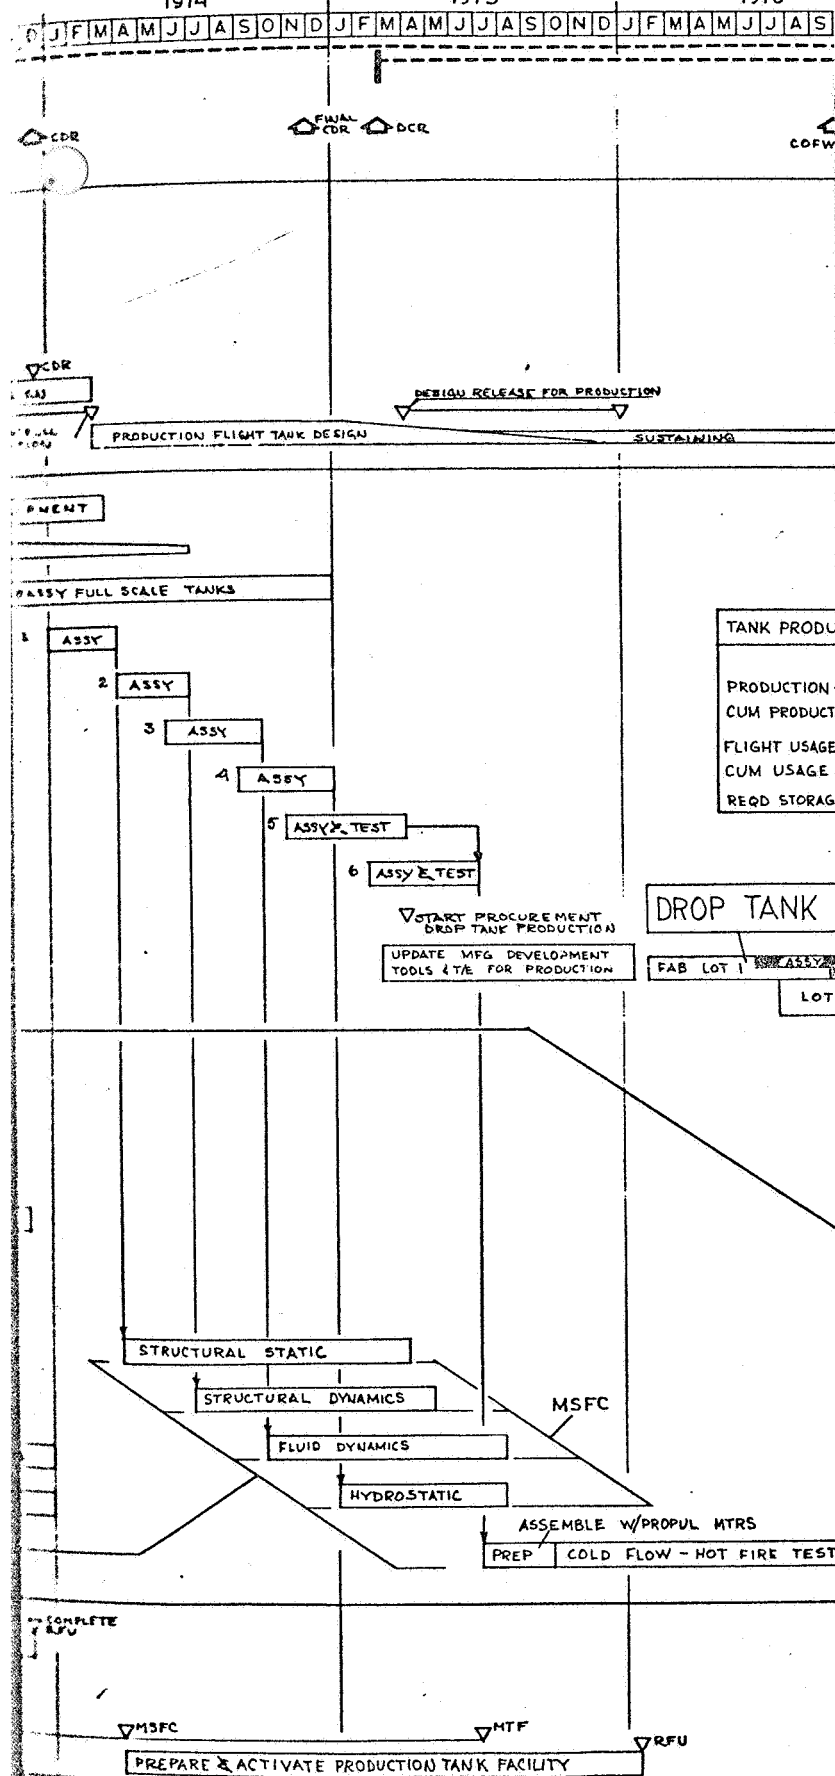 1974
D J F M A M J J A S O N D J F M A M J J A S O N D J F M A M J J A S
CDR
FINAL
CDR
DCR
COFW
CDR
DESIGN RELEASE FOR PRODUCTION
PRODUCTION FLIGHT TANK DESIGN
SUSTAINING
PMENT
ASSY FULL SCALE TANKS
1 ASSY
TANK PRODU
2 ASSY
PRODUCTION
CUM PRODUCT
3 ASSY
FLIGHT USAGE
4 ASSY
CUM USAGE
REQD STORAG
5 ASSY & TEST
6 ASSY & TEST
START PROCUREMENT
DROP TANK PRODUCTION
DROP TANK
UPDATE MFG DEVELOPMENT
TOOLS & T/E FOR PRODUCTION
FAB LOT 1
ASSY
LOT
STRUCTURAL STATIC
STRUCTURAL DYNAMICS
MSFC
FLUID DYNAMICS
HYDROSTATIC
ASSEMBLE W/PROPUL MTRS
PREP
COLD FLOW - HOT FIRE TEST
COMPLETE
RFU
MSFC
MTF
RFU
PREPARE & ACTIVATE PRODUCTION TANK FACILITY